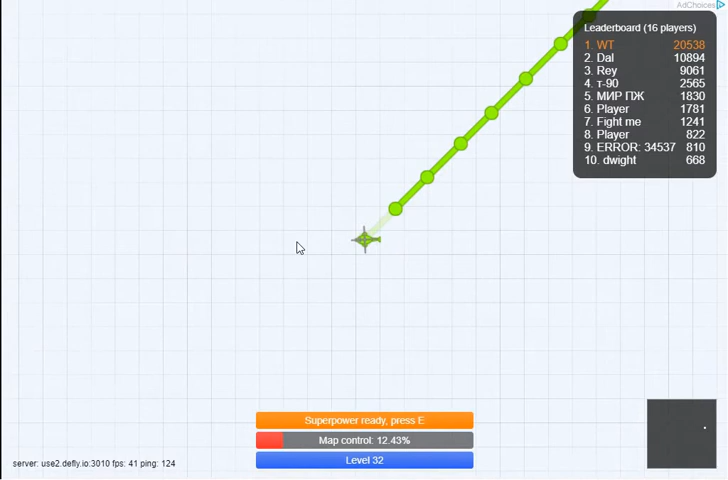 AdChoices
Leaderboard (16 players)
1. WT 20538
2. Dal 10894
3. Rey 9061
4. т-90 2565
5. МИР ПЖ 1830
6. Player 1781
7. Fight me 1241
8. Player 822
9. ERROR: 34537 810
10. dwight 668
Superpower ready, press E
Map control: 12.43%
Level 32
server: use2.defly.io:3010 fps: 41 ping: 124